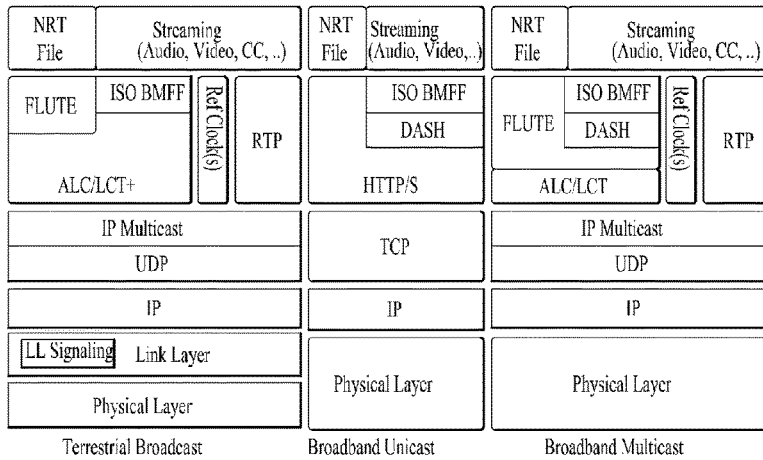 NRT
File
Streaming
(Audio, Video, CC, ..)
NRT
File
Streaming
(Audio, Video,..)
NRT
File
Streaming
(Audio, Video, CC, ..)
FLUTE
ISO BMFF
Ref Clock(s)
RTP
ALC/LCT+
ISO BMFF
DASH
HTTP/S
FLUTE
ISO BMFF
DASH
Ref Clock(s)
RTP
ALC/LCT
IP Multicast
UDP
TCP
IP Multicast
UDP
IP
IP
IP
LL Signaling
Link Layer
Physical Layer
Physical Layer
Physical Layer
Terrestrial Broadcast
Broadband Unicast
Broadband Multicast